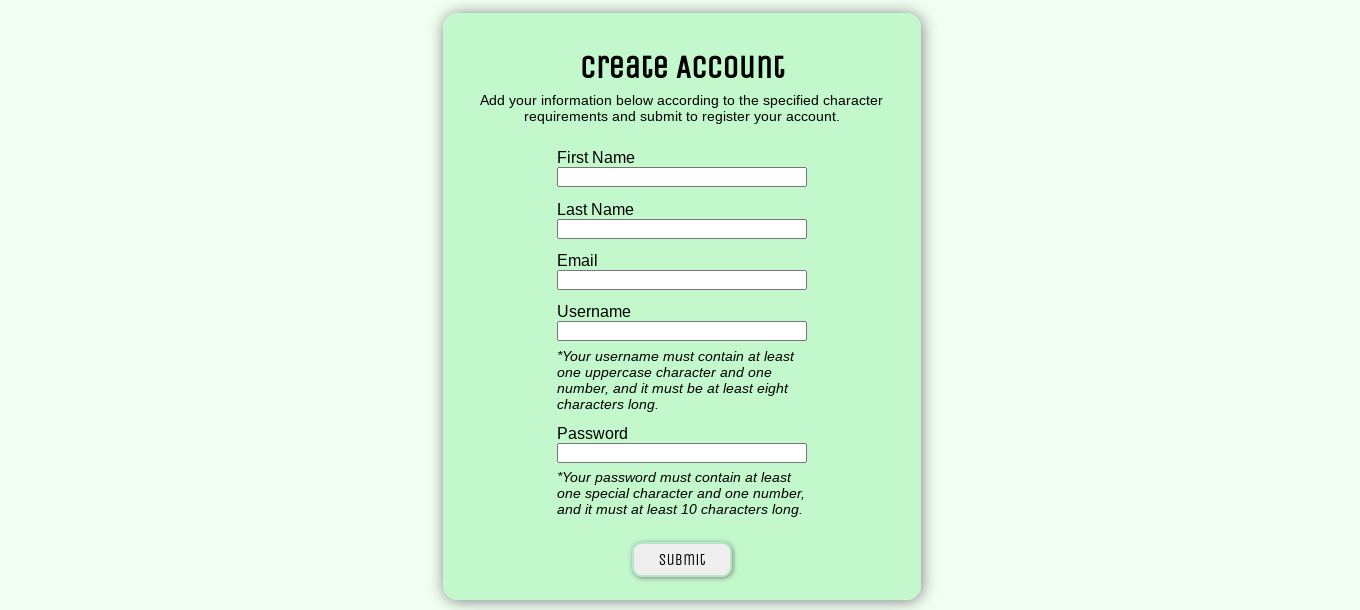 Create Account
Add your information below according to the specified character
requirements and submit to register your account.
First Name
Last Name
Email
Username
*Your username must contain at least
one uppercase character and one
number, and it must be at least eight
characters long.
Password
*Your password must contain at least
one special character and one number,
and it must at least 10 characters long.
Submit